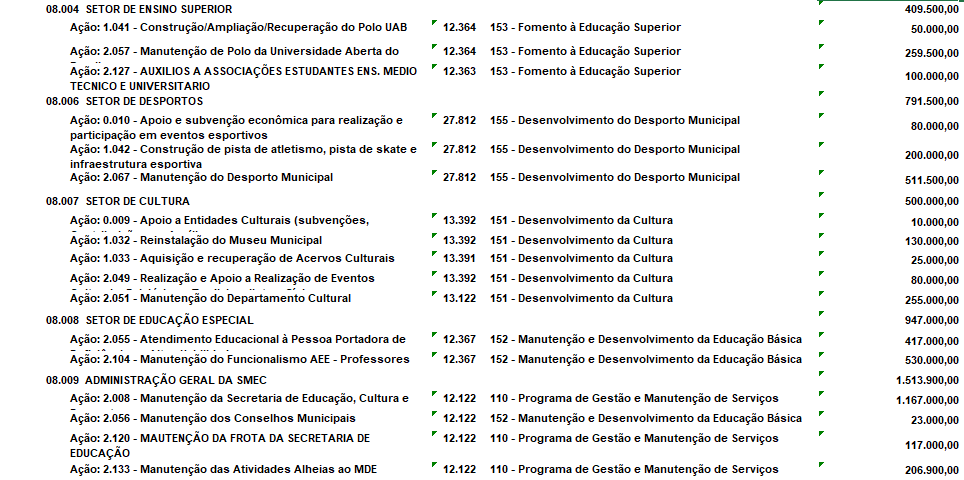 08.004 SETOR DE ENSINO SUPERIOR 409.500,00
Ação: 1.041 - Construção/Ampliação/Recuperação do Polo UAB 12.364 153 - Fomento à Educação Superior 50.000,00
Ação: 2.057 - Manutenção de Polo da Universidade Aberta do 12.364 153 - Fomento à Educação Superior 259.500,00
Ação: 2.127 - AUXILIOS A ASSOCIAÇÕES ESTUDANTES ENS. MEDIO 12.363 153 - Fomento à Educação Superior 100.000,00
TECNICO E UNIVERSITARIO
08.006 SETOR DE DESPORTOS 791.500,00
Ação: 0.010 - Apoio e subvenção econômica para realização e 27.812 155 - Desenvolvimento do Desporto Municipal 80.000,00
participação em eventos esportivos
Ação: 1.042 - Construção de pista de atletismo, pista de skate e 27.812 155 - Desenvolvimento do Desporto Municipal 200.000,00
infraestrutura esportiva
Ação: 2.067 - Manutenção do Desporto Municipal 27.812 155 - Desenvolvimento do Desporto Municipal 511.500,00
08.007 SETOR DE CULTURA 500.000,00
Ação: 0.009 - Apoio a Entidades Culturais (subvenções, 13.392 151 - Desenvolvimento da Cultura 10.000,00
Ação: 1.032 - Reinstalação do Museu Municipal 13.392 151 - Desenvolvimento da Cultura 130.000,00
Ação: 1.033 - Aquisição e recuperação de Acervos Culturais 13.391 151 - Desenvolvimento da Cultura 25.000,00
Ação: 2.049 - Realização e Apoio a Realização de Eventos 13.392 151 - Desenvolvimento da Cultura 80.000,00
Ação: 2.051 - Manutenção do Departamento Cultural 13.122 151 - Desenvolvimento da Cultura 255.000,00
08.008 SETOR DE EDUCAÇÃO ESPECIAL 947.000,00
Ação: 2.055 - Atendimento Educacional à Pessoa Portadora de 12.367 152 - Manutenção e Desenvolvimento da Educação Básica 417.000,00
Ação: 2.104 - Manutenção do Funcionalismo AEE - Professores 12.367 152 - Manutenção e Desenvolvimento da Educação Básica 530.000,00
08.009 ADMINISTRAÇÃO GERAL DA SMEC 1.513.900,00
Ação: 2.008 - Manutenção da Secretaria de Educação, Cultura e 12.122 110 - Programa de Gestão e Manutenção de Serviços 1.167.000,00
Ação: 2.056 - Manutenção dos Conselhos Municipais 12.122 152 - Manutenção e Desenvolvimento da Educação Básica 23.000,00
Ação: 2.120 - MAUTENÇÃO DA FROTA DA SECRETARIA DE 12.122 110 - Programa de Gestão e Manutenção de Serviços 117.000,00
EDUCAÇÃO
Ação: 2.133 - Manutenção das Atividades Alheias ao MDE 12.122 110 - Programa de Gestão e Manutenção de Serviços 206.900,00